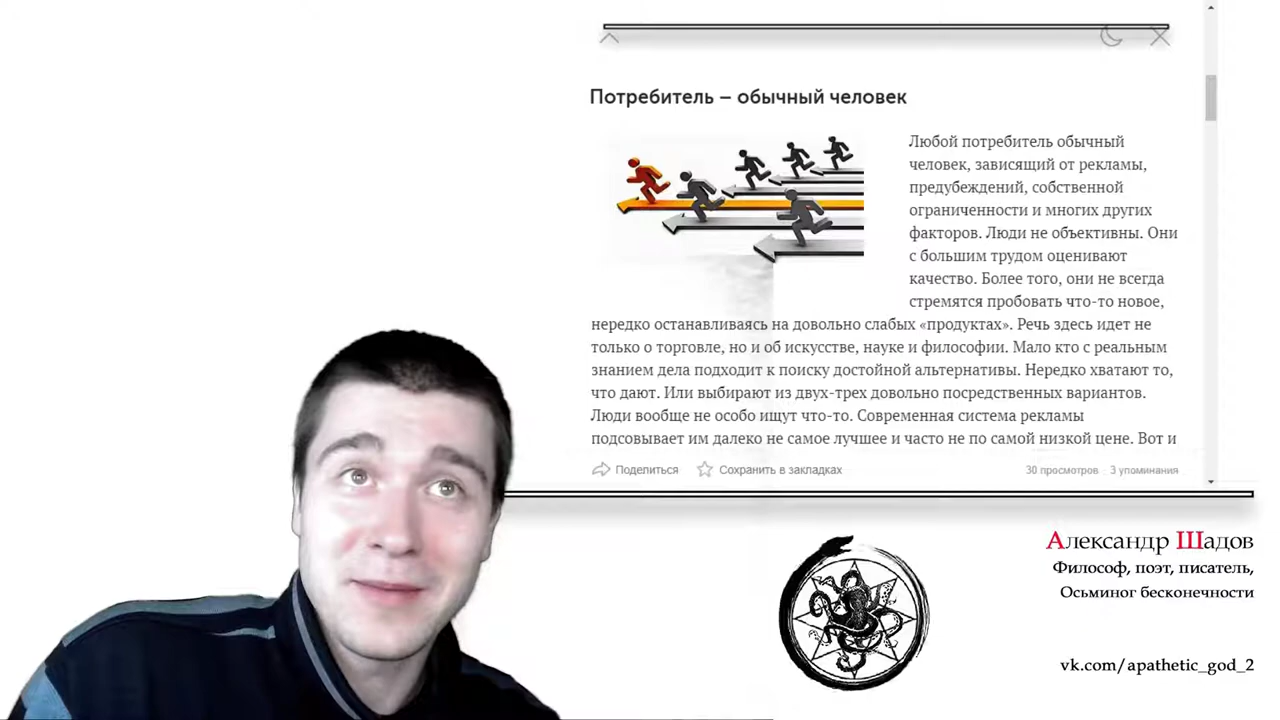 Потребитель – обычный человек
Любой потребитель обычный
человек, зависящий от рекламы,
предубеждений, собственной
ограниченности и многих других
факторов. Люди не объективны. Они
с большим трудом оценивают
качество. Более того, они не всегда
стремятся пробовать что-то новое,
нередко останавливаясь на довольно слабых «продуктах». Речь здесь идет не
только о торговле, но и об искусстве, науке и философии. Мало кто с реальным
знанием дела подходит к поиску достойной альтернативы. Нередко хватают то,
что дают. Или выбирают из двух-трех довольно посредственных вариантов.
Люди вообще не особо ищут что-то. Современная система рекламы
подсовывает им далеко не самое лучшее и часто не по самой низкой цене. Вот и
Поделиться Сохранить в закладках 30 просмотров 3 упоминания
Александр Шадов
Философ, поэт, писатель,
Осьминог бесконечности
vk.com/apathetic_god_2